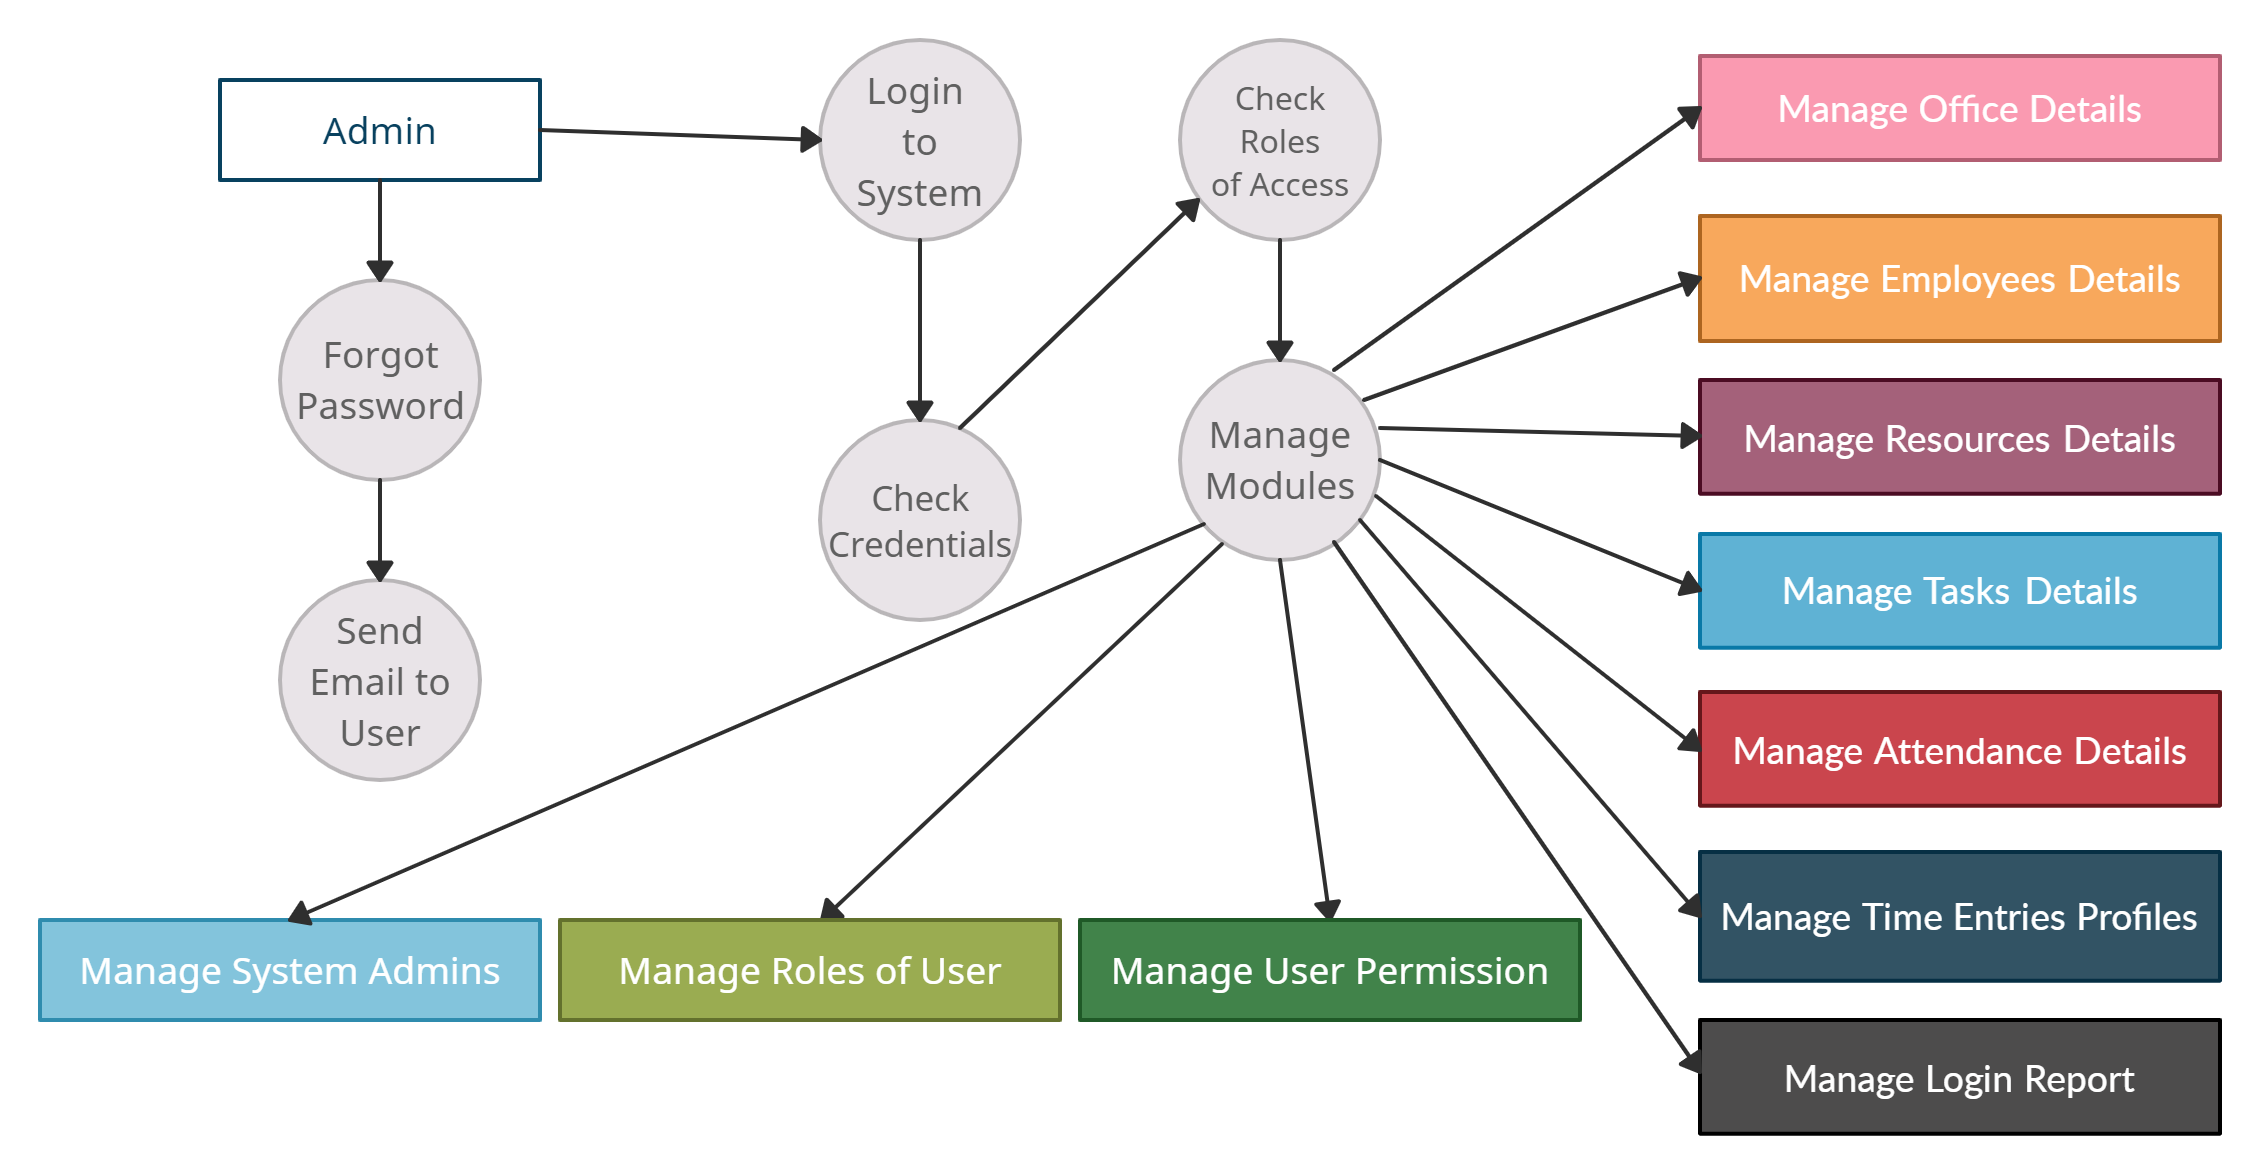 Admin
Login
to
System
Check
Roles
of Access
Forgot
Password
Send
Email to
User
Check
Credentials
Manage
Modules
Manage Office Details
Manage Employees Details
Manage Resources Details
Manage Tasks Details
Manage Attendance Details
Manage Time Entries Profiles
Manage Login Report
Manage System Admins
Manage Roles of User
Manage User Permission